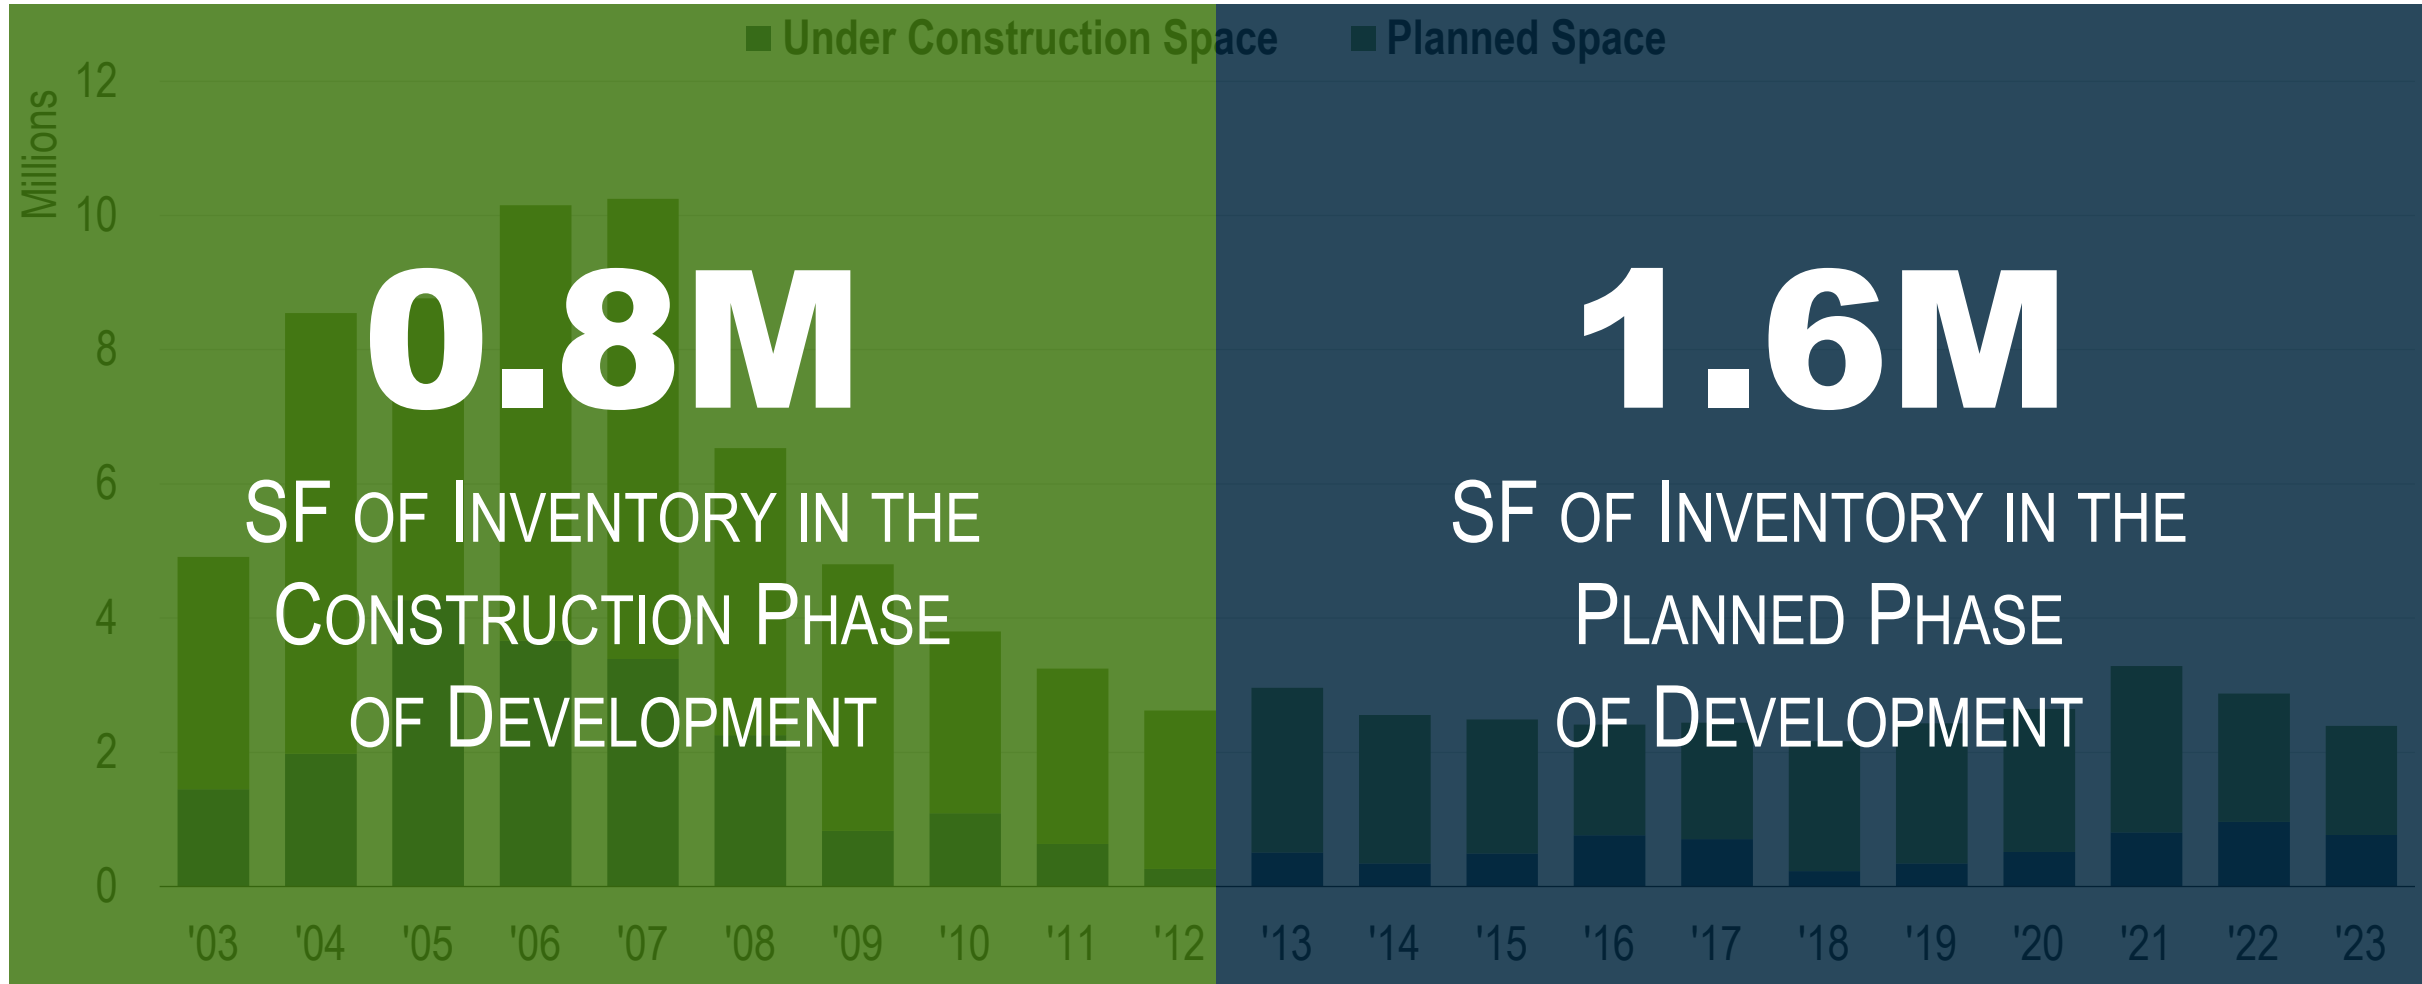 Under Construction Space
Planned Space
Millions
12
10
8
6
4
2
0
0.8M
SF OF INVENTORY IN THE
CONSTRUCTION PHASE
OF DEVELOPMENT
1.6M
SF OF INVENTORY IN THE
PLANNED PHASE
OF DEVELOPMENT
'03 '04 '05 '06 '07 '08 '09 '10 '11 '12 '13 '14 '15 '16 '17 '18 '19 '20 '21 '22 '23